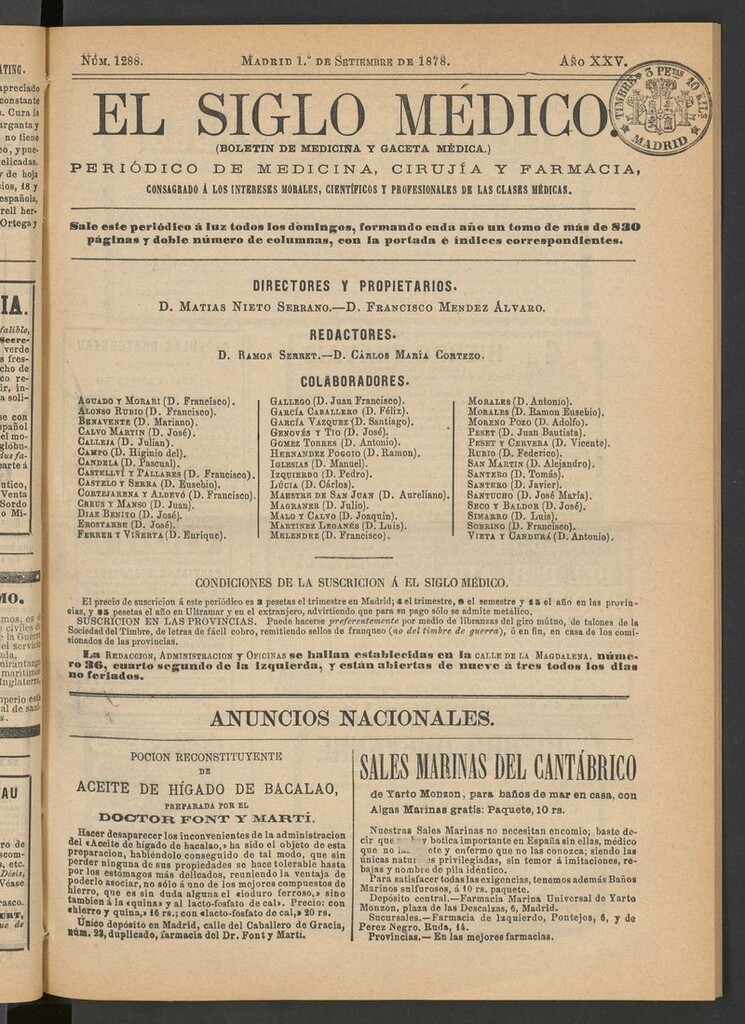 NÚM. 1288. MADRID 1.º DE SETIEMBRE DE 1878. AÑO XXV.
TIMBRE 3 PETAS 10 KILS MADRID
EL SIGLO MÉDICO.
(BOLETIN DE MEDICINA Y GACETA MÉDICA.)
PERIÓDICO DE MEDICINA, CIRUJÍA Y FARMACIA,
CONSAGRADO Á LOS INTERESES MORALES, CIENTÍFICOS Y PROFESIONALES DE LAS CLASES MÉDICAS.
Sale este periódico á luz todos los domingos, formando cada año un tomo de más de 830
páginas y doble número de columnas, con la portada é índices correspondientes.
DIRECTORES Y PROPIETARIOS.
D. MATIAS NIETO SERRANO.—D. FRANCISCO MENDEZ ÁLVARO.
REDACTORES.
D. RAMON SERRET.—D. CÁRLOS MARÍA CORTEZO.
COLABORADORES.
AGUADO Y MORARI (D. Francisco).
ALONSO RUBIO (D. Francisco).
BENAVENTE (D. Mariano).
CALVO MARTIN (D. José).
CALLEJA (D. Julian).
CAMPO (D. Higinio del).
CANDELA (D. Pascual).
CASTELLVÍ Y PALLARES (D. Francisco).
CASTELO Y SERRA (D. Eusebio).
CORTEJARENA Y ALDEVÓ (D. Francisco).
CREUS Y MANSO (D. Juan).
DIAZ BENITO (D. José).
EROSTARBE (D. José).
FERRER Y VIÑERTA (D. Enrique).
GALLEGO (D. Juan Francisco).
GARCÍA CABALLERO (D. Félix).
GARCÍA VAZQUEZ (D. Santiago).
GENOVÉS Y TIO (D. José).
GOMEZ TORRES (D. Antonio).
HERNANDEZ POGGIO (D. Ramon).
IGLESIAS (D. Manuel).
IZQUIERDO (D. Pedro).
LÚCIA (D. Cárlos).
MAESTRE DE SAN JUAN (D. Aureliano).
MAGRANER (D. Julio).
MALO Y CALVO (D. Joaquin).
MARTINEZ LEGANÉS (D. Luis).
MELENDEZ (D. Francisco).
MORALES (D. Antonio).
MORALES (D. Ramon Eusebio).
MORENO POZO (D. Adolfo).
PESET (D. Juan Bautista).
PESET Y CERVERA (D. Vicente).
RUBIO (D. Federico).
SAN MARTIN (D. Alejandro).
SANTERO (D. Tomás).
SANTERO (D. Javier).
SANTUCHO (D. José María).
SECO Y BALDOR (D. José).
SIMARRO (D. Luis).
SOBRINO (D. Francisco).
VIETA Y CANDURÁ (D. Antonio).
CONDICIONES DE LA SUSCRICION Á EL SIGLO MÉDICO.
El precio de suscricion á este periódico es 3 pesetas el trimestre en Madrid; 4 el trimestre, 8 el semestre y 15 el año en las provin-
cias, y 25 pesetas el año en Ultramar y en el extranjero, advirtiendo que para su pago sólo se admite metálico.
SUSCRICION EN LAS PROVINCIAS. Puede hacerse preferentemente por medio de libranzas del giro mútuo, de talones de la
Sociedad del Timbre, de letras de fácil cobro, remitiendo sellos de franqueo (no del timbre de guerra), ó en fin, en casa de los comi-
sionados de las provincias.
La REDACCION, ADMINISTRACION Y OFICINAS se hallan establecidas en la CALLE DE LA MAGDALENA, núme-
ro 36, cuarto segundo de la izquierda, y están abiertas de nueve á tres todos los dias
no feriados.
ANUNCIOS NACIONALES.
POCION RECONSTITUYENTE
DE
ACEITE DE HÍGADO DE BACALAO,
PREPARADA POR EL
DOCTOR FONT Y MARTÍ.
Hacer desaparecer los inconvenientes de la administracion
del «Aceite de hígado de bacalao,» ha sido el objeto de esta
preparacion, habiéndolo conseguido de tal modo, que sin
perder ninguna de sus propiedades se hace tolerable hasta
por los estómagos más delicados, reuniendo la ventaja de
poderlo asociar, no sólo á uno de los mejores compuestos de
hierro, que es sin duda alguna el «ioduro ferroso,» sino
tambien á la «quina» y al lacto-fosfato de cal». Precio: con
«hierro y quina,» 16 rs.; con «lacto-fosfato de cal,» 20 rs.
Único depósito en Madrid, calle del Caballero de Gracia,
núm. 23, duplicado, farmacia del Dr. Font y Martí.
SALES MARINAS DEL CANTÁBRICO
de Yarto Monzon, para baños de mar en casa, con
Algas Marinas gratis: Paquete, 10 rs.
Nuestras Sales Marinas no necesitan encomio; baste de-
cir que botica importante en España sin ellas, médico
que no y enfermo que no las conozca; siendo las
únicas privilegiadas, sin temor á imitaciones, re-
bajas y nombre de pila idéntico.
Para satisfacer todas las exigencias, tenemos además Baños
Marinos sulfurosos, á 10 rs. paquete.
Depósito central.—Farmacia Marina Universal de Yarto
Monzon, plaza de las Descalzas, 6, Madrid.
Sucursales.—Farmacia de Izquierdo, Pontejos, 6, y de
Perez Negro, Ruda, 14.
Provincias.—En las mejores farmacias.